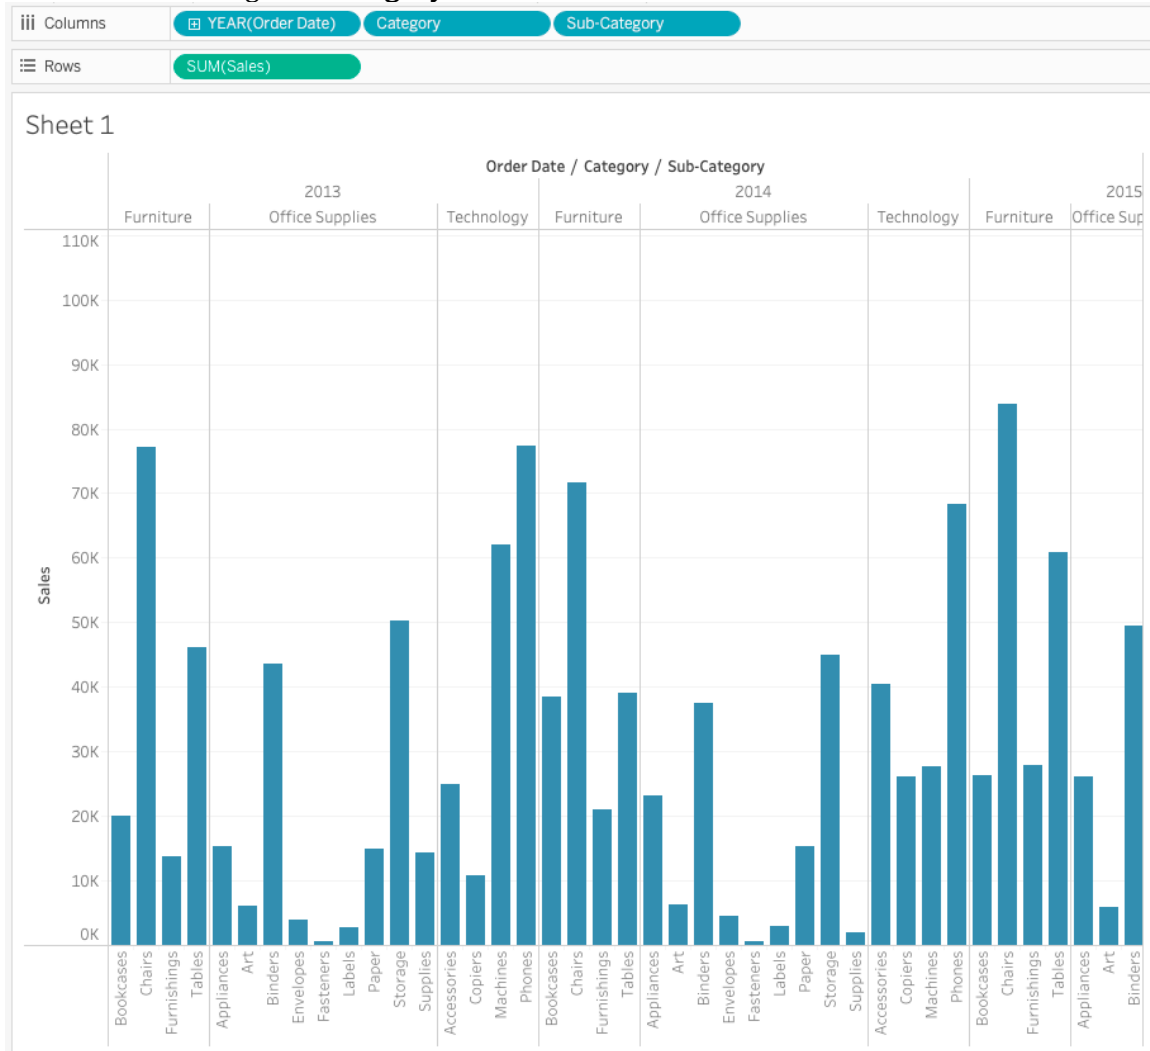 Columns
YEAR(Order Date) Category Sub-Category
Rows
SUM(Sales)
Sheet 1
Order Date / Category / Sub-Category
2013 2014 2015
Furniture Office Supplies Technology Furniture Office Supplies Technology Furniture Office Sup
110K
100K
90K
80K
70K
60K
50K
40K
30K
20K
10K
0K
Sales
Bookcases
Chairs
Furnishings
Tables
Appliances
Art
Binders
Envelopes
Fasteners
Labels
Paper
Storage
Supplies
Accessories
Copiers
Machines
Phones
Bookcases
Chairs
Furnishings
Tables
Appliances
Art
Binders
Envelopes
Fasteners
Labels
Paper
Storage
Supplies
Accessories
Copiers
Machines
Phones
Bookcases
Chairs
Furnishings
Tables
Appliances
Art
Binders